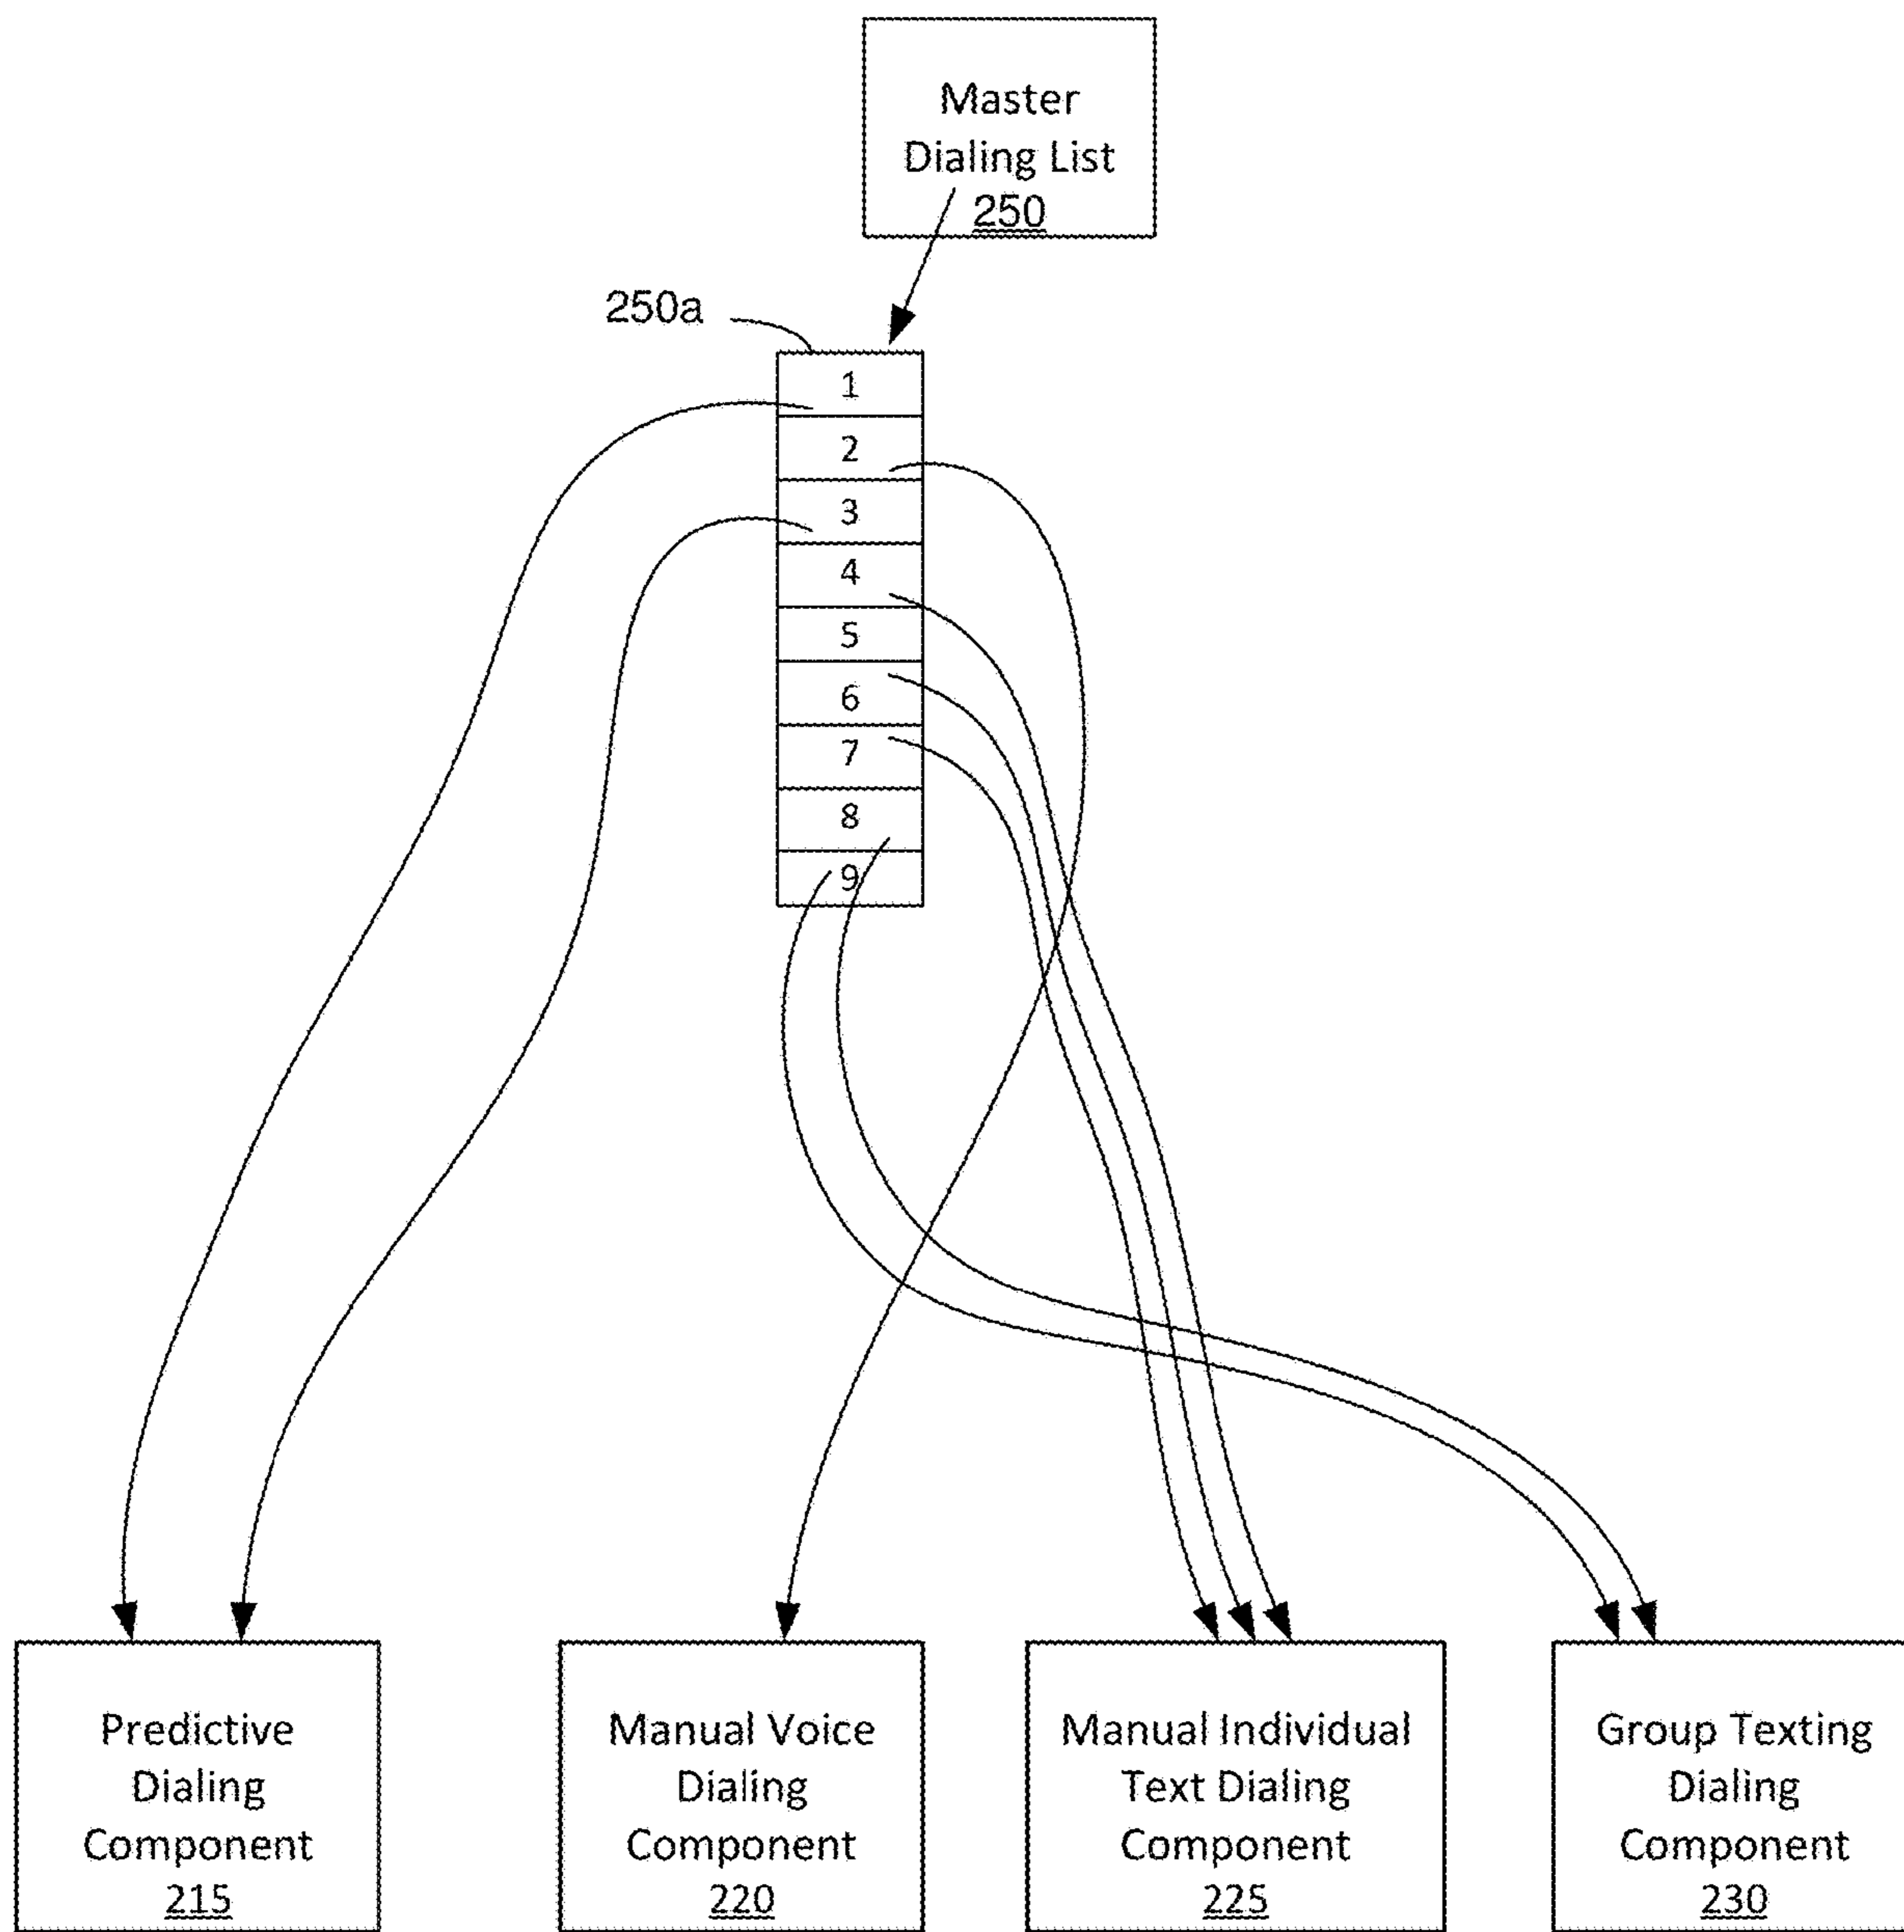 Master
Dialing List
250
250a
1
2
3
4
5
6
7
8
9
Predictive
Dialing
Component
215
Manual Voice
Dialing
Component
220
Manual Individual
Text Dialing
Component
225
Group Texting
Dialing
Component
230